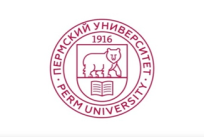 ПЕРМСКИЙ УНИВЕРСИТЕТ
1916
• PERM UNIVERSITY •